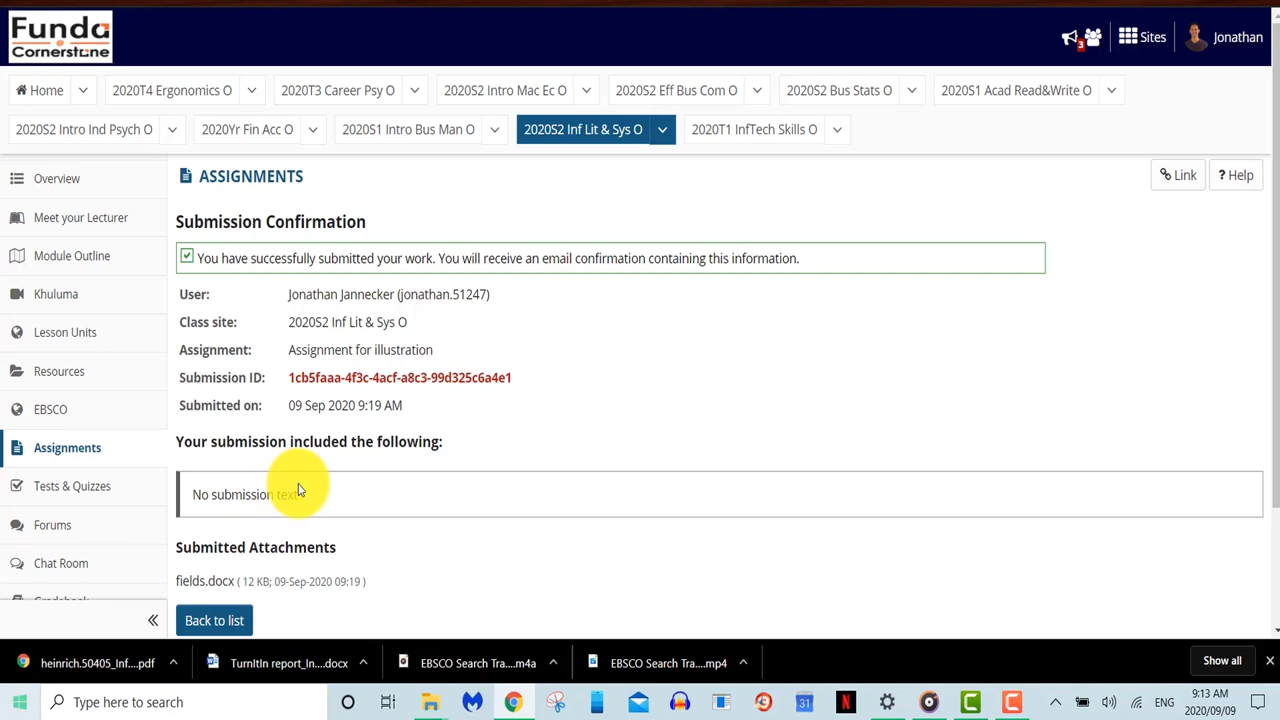 Funda
@
Cornerstone
3
Sites
Jonathan
Home
2020T4 Ergonomics O
2020T3 Career Psy O
2020S2 Intro Mac Ec O
2020S2 Eff Bus Com O
2020S2 Bus Stats O
2020S1 Acad Read&Write O
2020S2 Intro Ind Psych O
2020Yr Fin Acc O
2020S1 Intro Bus Man O
2020S2 Inf Lit & Sys O
2020T1 InfTech Skills O
Overview
Meet your Lecturer
Module Outline
Khuluma
Lesson Units
Resources
EBSCO
Assignments
Tests & Quizzes
Forums
Chat Room
ASSIGNMENTS
Link
? Help
Submission Confirmation
You have successfully submitted your work. You will receive an email confirmation containing this information.
User: Jonathan Jannecker (jonathan.51247)
Class site: 2020S2 Inf Lit & Sys O
Assignment: Assignment for illustration
Submission ID: 1cb5faaa-4f3c-4acf-a8c3-99d325c6a4e1
Submitted on: 09 Sep 2020 9:19 AM
Your submission included the following:
No submission text
Submitted Attachments
fields.docx ( 12 KB; 09-Sep-2020 09:19 )
Back to list
heinrich.50405_Inf....pdf
TurnItIn report_In....docx
EBSCO Search Tra....m4a
EBSCO Search Tra....mp4
Show all
Type here to search
31
N
C
C
ENG
9:13 AM
2020/09/09